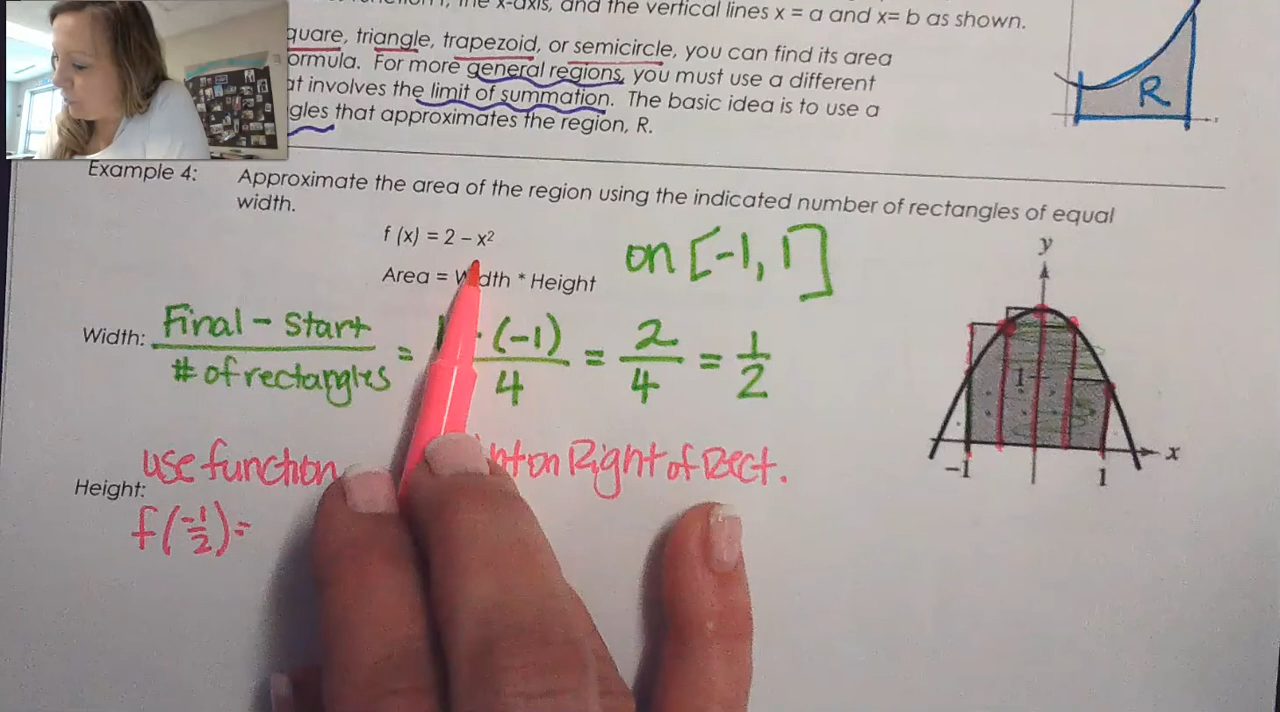 the x-axis, and the vertical lines x = a and x= b as shown.
quare, triangle, trapezoid, or semicircle, you can find its area
ormula. For more general regions, you must use a different
at involves the limit of summation. The basic idea is to use a
gles that approximates the region, R.
R
Example 4: Approximate the area of the region using the indicated number of rectangles of equal
width.
f (x) = 2 – x²
on [-1, 1]
Area = Width * Height
Width: Final - Start / # of rectangles = (-1) / 4 = 2/4 = 1/2
use function on Right of Rect.
Height:
f(-1/2)=
y
1
x
–1
1